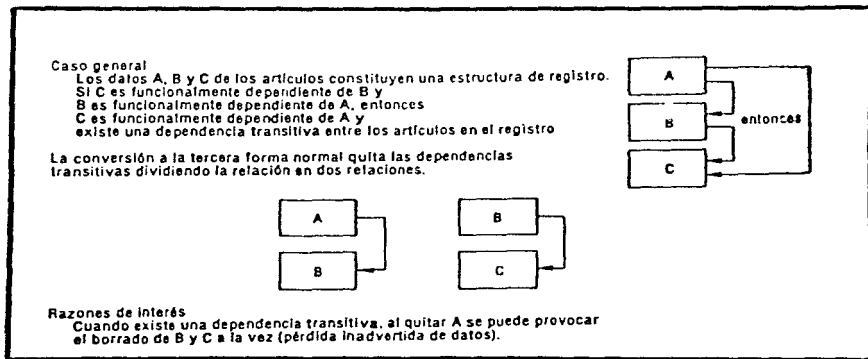 Caso general
Los datos A, B y C de los artículos constituyen una estructura de registro.
Si C es funcionalmente dependiente de B y
B es funcionalmente dependiente de A, entonces
C es funcionalmente dependiente de A y
existe una dependencia transitiva entre los artículos en el registro
La conversión a la tercera forma normal quita las dependencias
transitivas dividiendo la relación en dos relaciones.
A
B
C
entonces
A
B
B
C
Razones de interés
Cuando existe una dependencia transitiva, al quitar A se puede provocar
el borrado de B y C a la vez (pérdida inadvertida de datos).